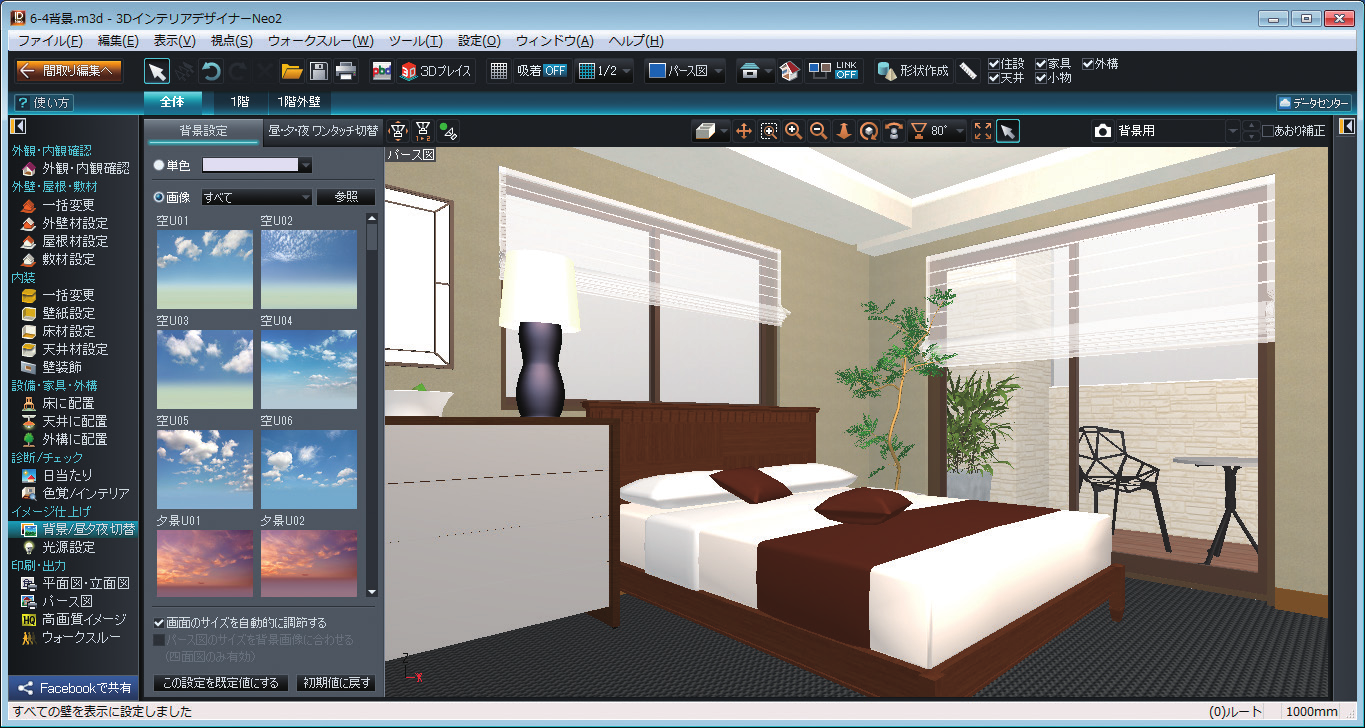 6-4背景.m3d - 3DインテリアデザイナーNeo2
ファイル(F) 編集(E) 表示(V) 視点(S) ウォークスルー(W) ツール(T) 設定(O) ウィンドウ(A) ヘルプ(H)
間取り編集へ 3Dプレイス 吸着 OFF 1/2 パース図 LINK OFF 形状作成 住設 家具 外構
天井 小物
? 使い方 全体 1階 1階外壁 データセンター
背景設定 昼・夕・夜 ワンタッチ切替 1▸2 80° 背景用 あおり補正
パース図
外観・内観確認
外観・内観確認
外壁・屋根・敷材
一括変更
外壁材設定
屋根材設定
敷材設定
内装
一括変更
壁紙設定
床材設定
天井材設定
壁装飾
設備・家具・外構
床に配置
天井に配置
外構に配置
診断/チェック
日当たり
色覚/インテリア
イメージ仕上げ
背景/昼夕夜 切替
光源設定
印刷・出力
平面図・立面図
パース図
HQ 高画質イメージ
ウォークスルー
Facebookで共有
単色
画像 すべて 参照
空U01 空U02
空U03 空U04
空U05 空U06
夕景U01 夕景U02
画面のサイズを自動的に調節する
パース図のサイズを背景画像に合わせる
(四面図のみ有効)
この設定を既定値にする 初期値に戻す
Z
X
すべての壁を表示に設定しました (0)ルート 1000mm